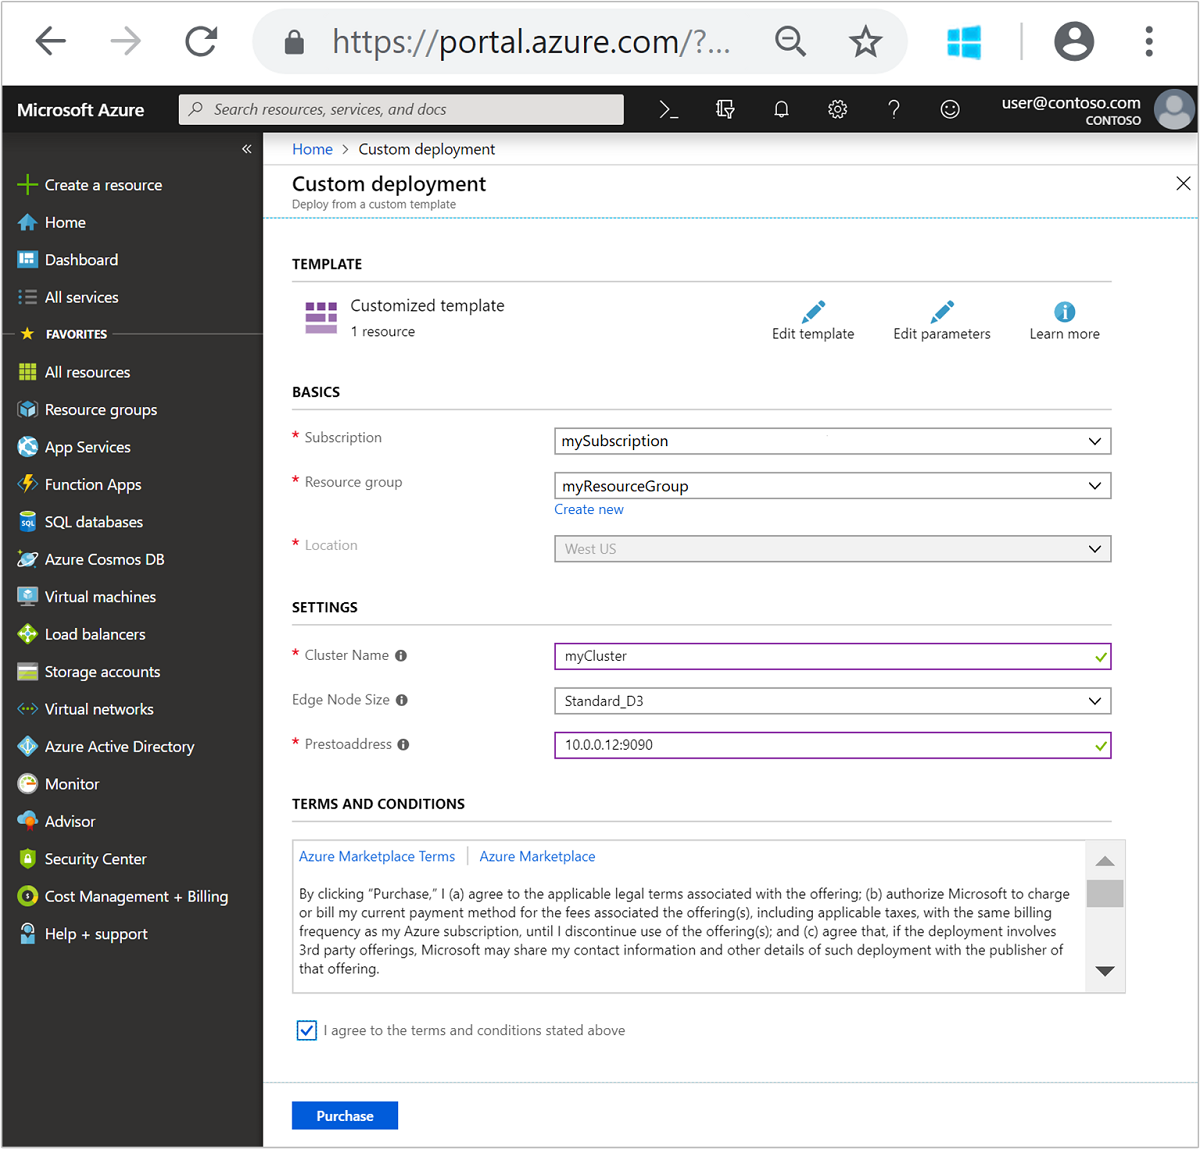 https://portal.azure.com/?...
Microsoft Azure
Search resources, services, and docs
user@contoso.com
CONTOSO
Create a resource
Home
Dashboard
All services
FAVORITES
All resources
Resource groups
App Services
Function Apps
SQL databases
SQL
Azure Cosmos DB
Virtual machines
Load balancers
Storage accounts
Virtual networks
Azure Active Directory
Monitor
Advisor
Security Center
Cost Management + Billing
Help + support
Home > Custom deployment
Custom deployment
Deploy from a custom template
TEMPLATE
Customized template
1 resource
Edit template
Edit parameters
Learn more
BASICS
* Subscription
mySubscription
* Resource group
myResourceGroup
Create new
* Location
West US
SETTINGS
* Cluster Name
myCluster
Edge Node Size
Standard_D3
* Prestoaddress
10.0.0.12:9090
TERMS AND CONDITIONS
Azure Marketplace Terms | Azure Marketplace
By clicking “Purchase,” I (a) agree to the applicable legal terms associated with the offering; (b) authorize Microsoft to charge
or bill my current payment method for the fees associated the offering(s), including applicable taxes, with the same billing
frequency as my Azure subscription, until I discontinue use of the offering(s); and (c) agree that, if the deployment involves
3rd party offerings, Microsoft may share my contact information and other details of such deployment with the publisher of
that offering.
I agree to the terms and conditions stated above
Purchase